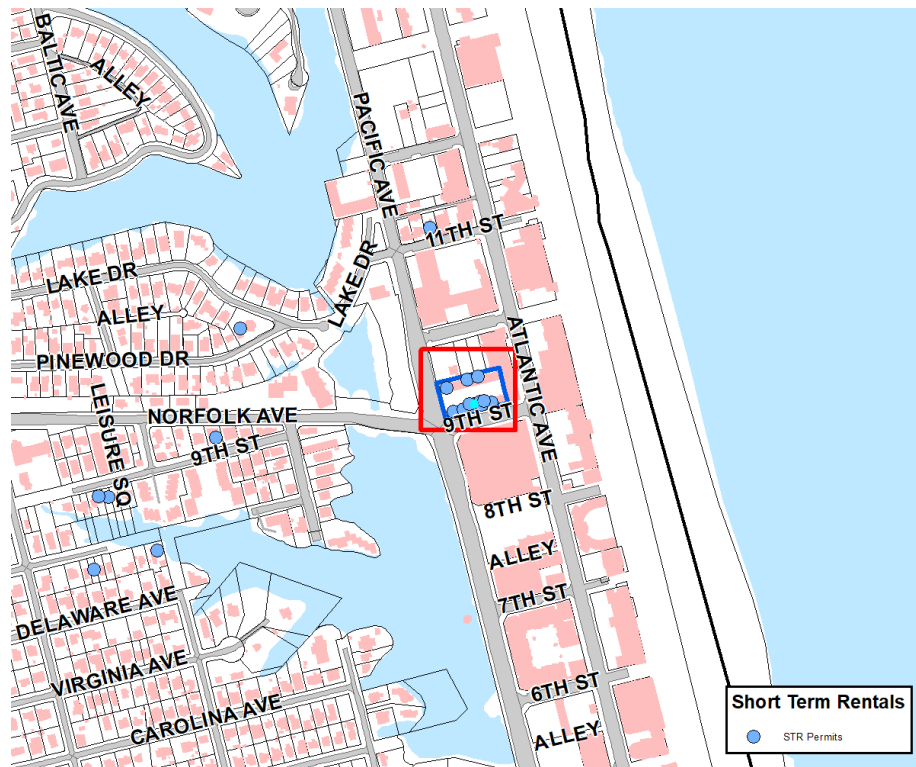 BALTIC AVE
ALLEY
PACIFIC AVE
11TH ST
LAKE DR
LAKE DR
ALLEY
PINEWOOD DR
ATLANTIC AVE
LEISURE SQ
NORFOLK AVE
9TH ST
9TH ST
8TH ST
ALLEY
7TH ST
DELAWARE AVE
VIRGINIA AVE
6TH ST
CAROLINA AVE
ALLEY
Short Term Rentals
STR Permits